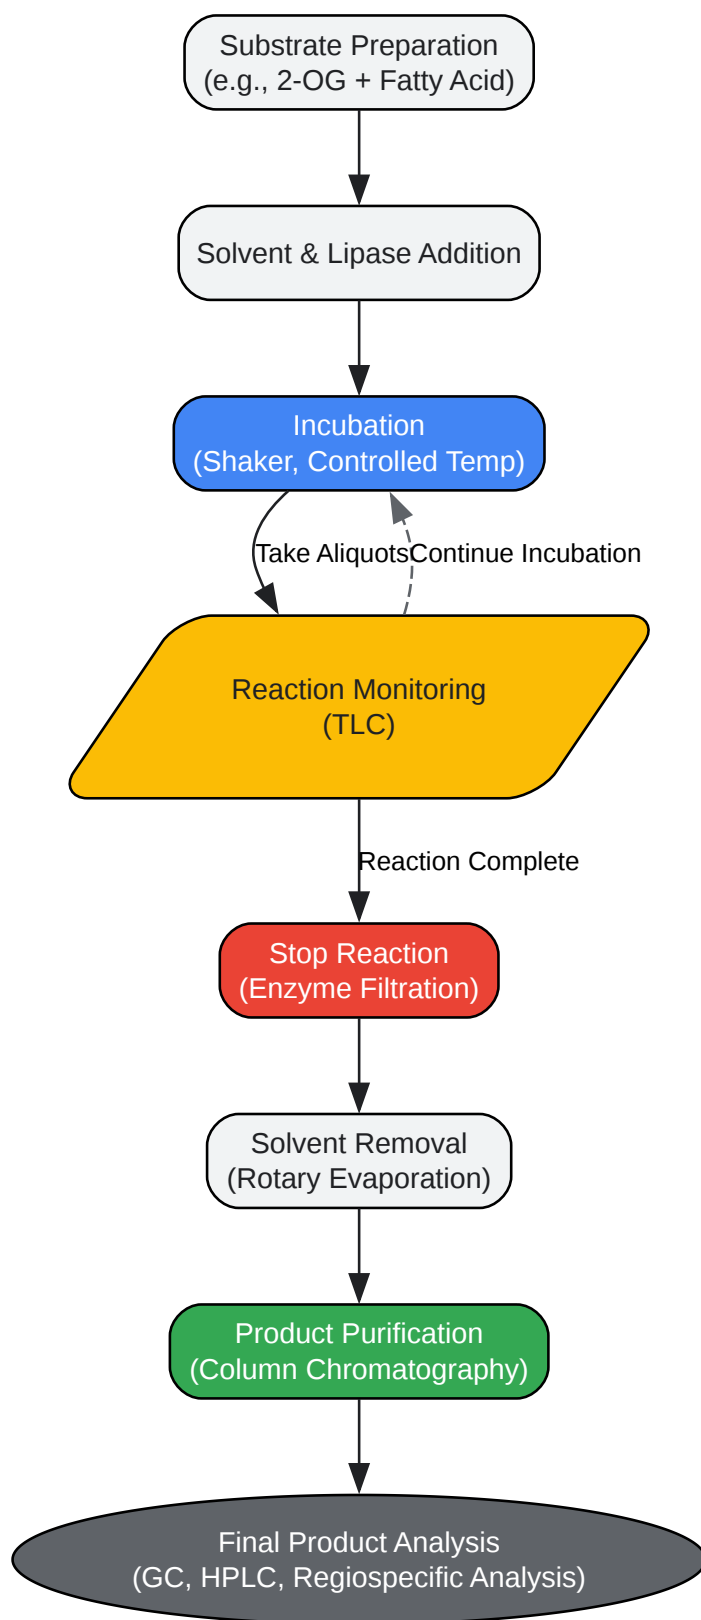 Substrate Preparation
(e.g., 2-OG + Fatty Acid)
Solvent & Lipase Addition
Incubation
(Shaker, Controlled Temp)
Take Aliquots
Continue Incubation
Reaction Monitoring
(TLC)
Reaction Complete
Stop Reaction
(Enzyme Filtration)
Solvent Removal
(Rotary Evaporation)
Product Purification
(Column Chromatography)
Final Product Analysis
(GC, HPLC, Regiospecific Analysis)